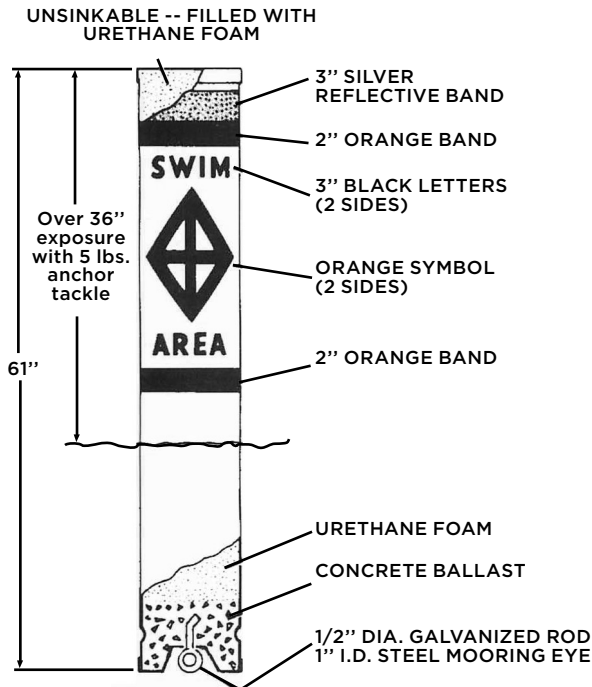 UNSINKABLE -- FILLED WITH
URETHANE FOAM
3'' SILVER
REFLECTIVE BAND
2'' ORANGE BAND
SWIM
3'' BLACK LETTERS
(2 SIDES)
Over 36''
exposure
with 5 lbs.
anchor
tackle
ORANGE SYMBOL
(2 SIDES)
AREA
2'' ORANGE BAND
61''
URETHANE FOAM
CONCRETE BALLAST
1/2'' DIA. GALVANIZED ROD
1'' I.D. STEEL MOORING EYE